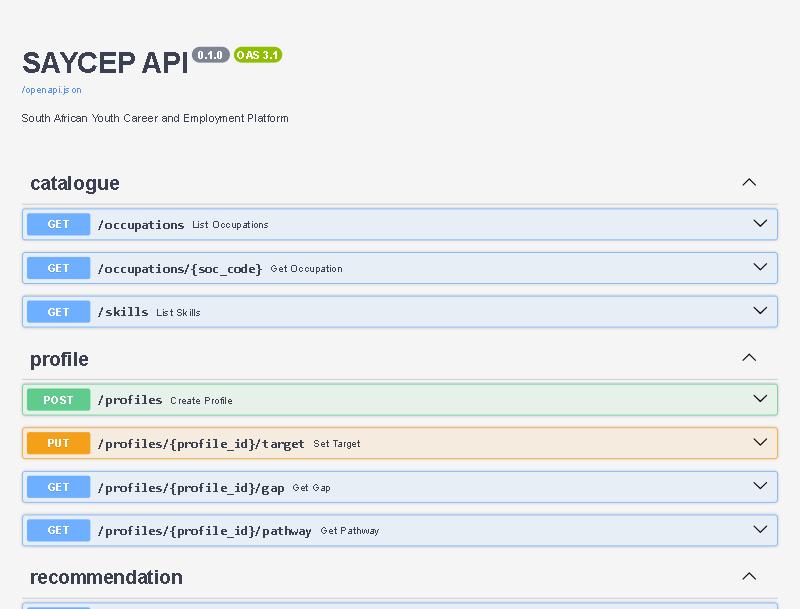 SAYCEP API 0.1.0 OAS 3.1
/openapi.json
South African Youth Career and Employment Platform
catalogue
GET /occupations List Occupations
GET /occupations/{soc_code} Get Occupation
GET /skills List Skills
profile
POST /profiles Create Profile
PUT /profiles/{profile_id}/target Set Target
GET /profiles/{profile_id}/gap Get Gap
GET /profiles/{profile_id}/pathway Get Pathway
recommendation